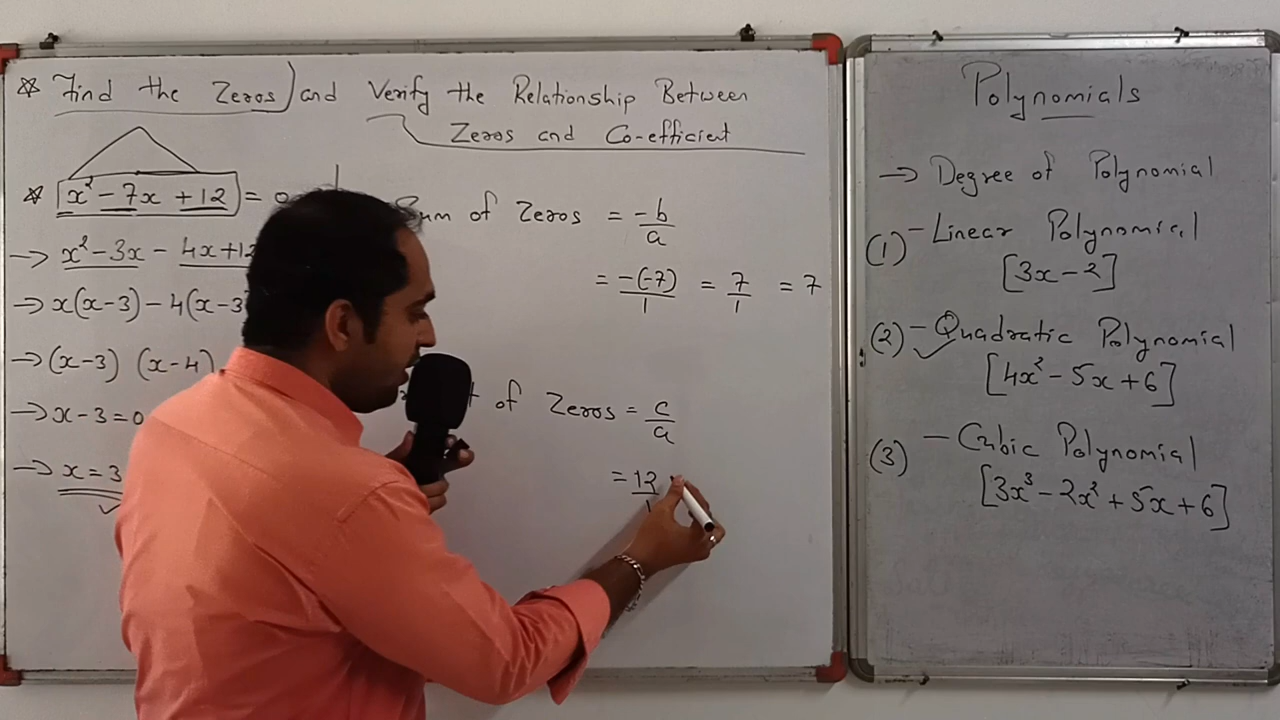 ☆ Find the Zeros) and Verify the Relationship Between
Zeros and Co-efficient
☆ x² - 7x + 12 = 0
→ x² - 3x - 4x + 12
→ x(x-3) - 4(x-3
→ (x-3) (x-4)
→ x - 3 = 0
→ x = 3
Sum of Zeros = -b/a
= -(-7)/1 = 7/1 = 7
of Zeros = c/a
= 12/1
Polynomials
→ Degree of Polynomial
(1) - Linear Polynomial
[3x - 2]
(2) - Quadratic Polynomial
[4x² - 5x + 6]
(3) - Cubic Polynomial
[3x³ - 2x² + 5x + 6]